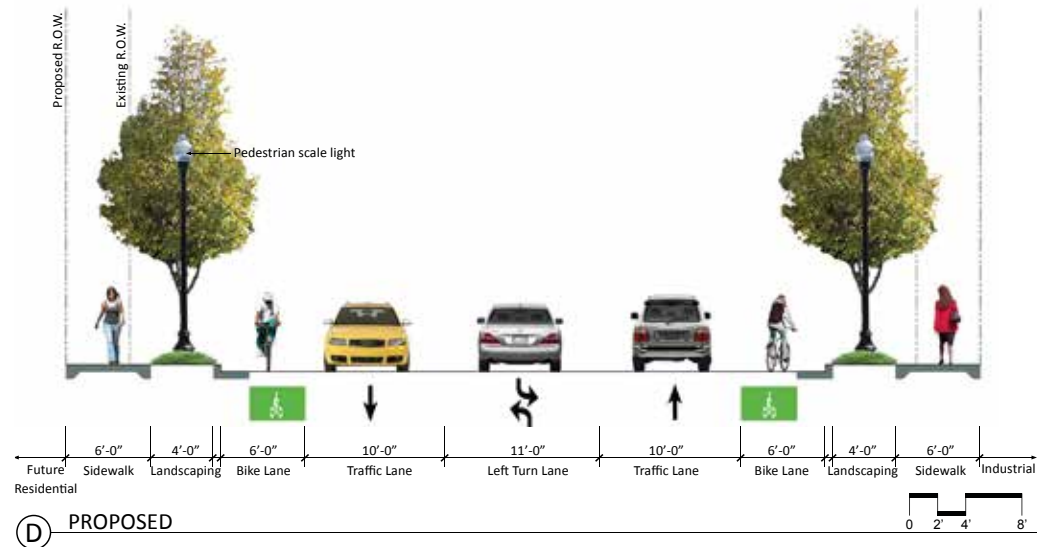 Proposed R.O.W.
Existing R.O.W.
Pedestrian scale light
6'-0" 4'-0" 6'-0" 10'-0" 11'-0" 10'-0" 6'-0" 4'-0" 6'-0"
Future Sidewalk Landscaping Bike Lane Traffic Lane Left Turn Lane Traffic Lane Bike Lane Landscaping Sidewalk Industrial
Residential
D PROPOSED
0 2' 4' 8'